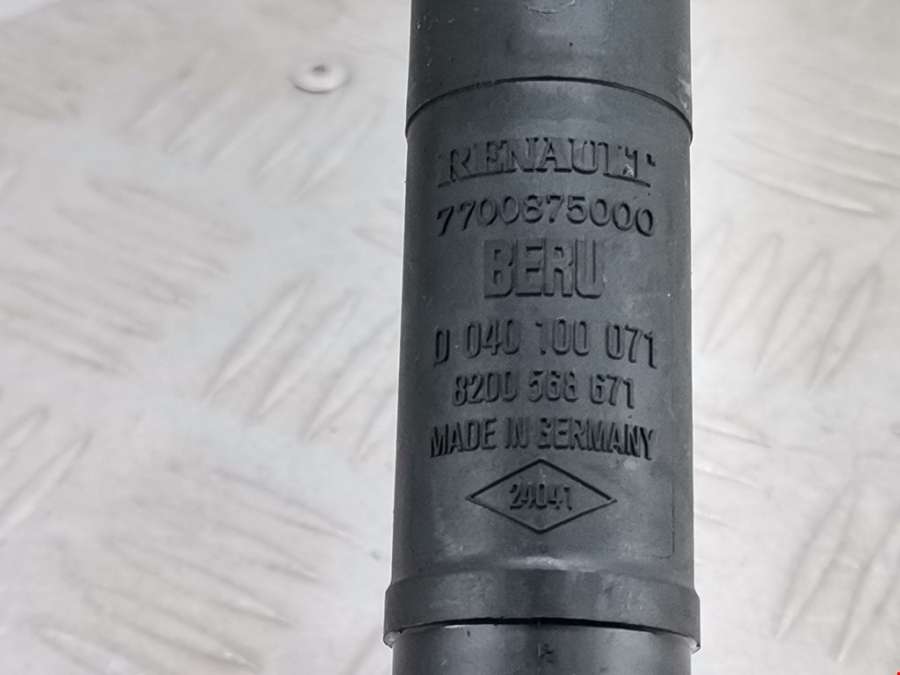 RENAULT
7700875000
BERU
0 040 100 071
8200 568 671
MADE IN GERMANY
24041